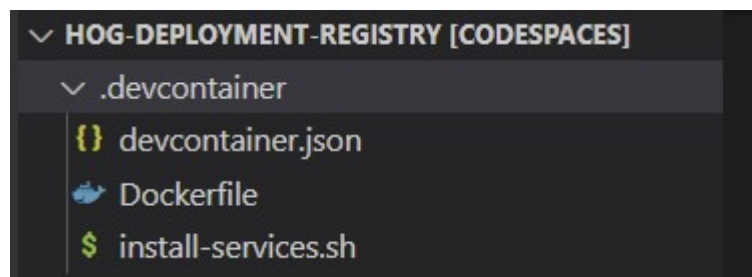 HOG-DEPLOYMENT-REGISTRY [CODESPACES]
.devcontainer
{} devcontainer.json
Dockerfile
$ install-services.sh